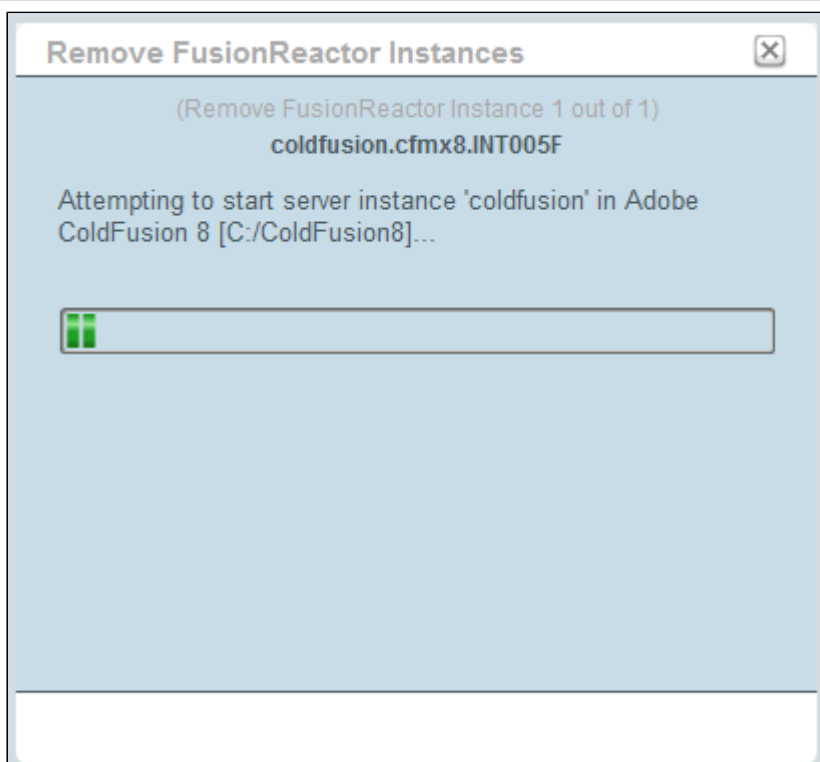 Remove FusionReactor Instances
(Remove FusionReactor Instance 1 out of 1)
coldfusion.cfmx8.INT005F
Attempting to start server instance 'coldfusion' in Adobe
ColdFusion 8 [C:/ColdFusion8]...